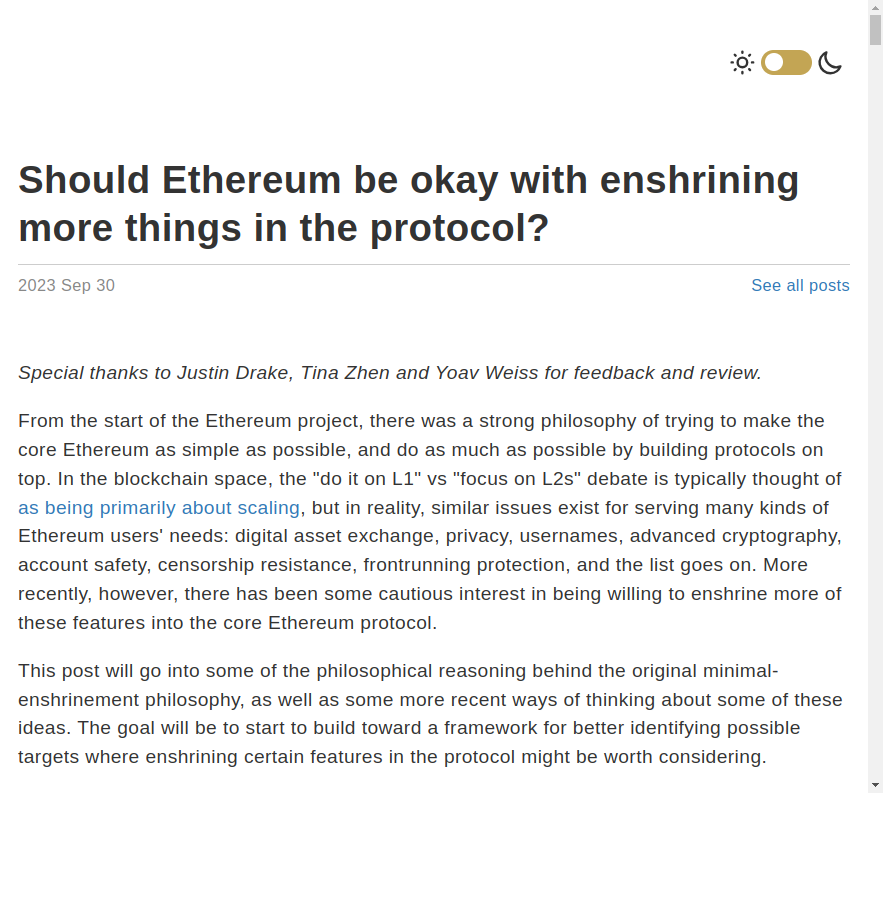 Should Ethereum be okay with enshrining
more things in the protocol?
2023 Sep 30
See all posts
Special thanks to Justin Drake, Tina Zhen and Yoav Weiss for feedback and review.
From the start of the Ethereum project, there was a strong philosophy of trying to make the
core Ethereum as simple as possible, and do as much as possible by building protocols on
top. In the blockchain space, the "do it on L1" vs "focus on L2s" debate is typically thought of
as being primarily about scaling, but in reality, similar issues exist for serving many kinds of
Ethereum users' needs: digital asset exchange, privacy, usernames, advanced cryptography,
account safety, censorship resistance, frontrunning protection, and the list goes on. More
recently, however, there has been some cautious interest in being willing to enshrine more of
these features into the core Ethereum protocol.
This post will go into some of the philosophical reasoning behind the original minimal-
enshrinement philosophy, as well as some more recent ways of thinking about some of these
ideas. The goal will be to start to build toward a framework for better identifying possible
targets where enshrining certain features in the protocol might be worth considering.